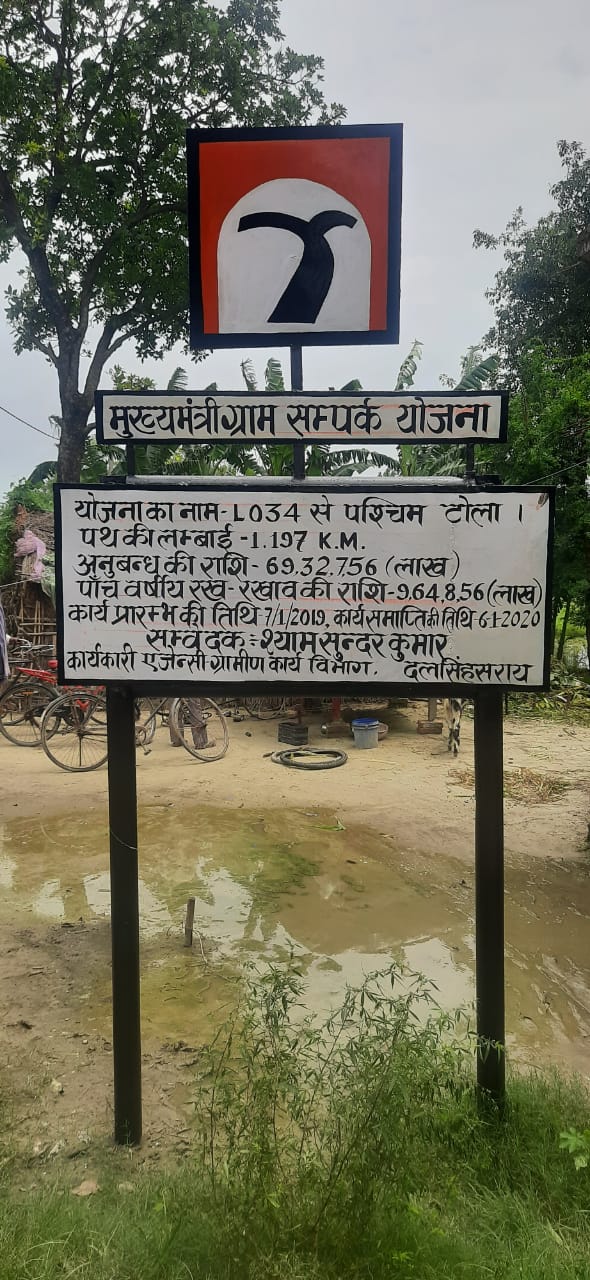 मुख्यमंत्री ग्राम सम्पर्क योजना
योजना का नाम - L034 से पश्चिम टोला ।
पथ की लम्बाई - 1.197 K.M.
अनुबन्ध की राशि - 69,32,756 (लाख)
पाँच वर्षीय रख-रखाव की राशि - 9,64,8,56 (लाख)
कार्य प्रारम्भ की तिथि 7/1/2019, कार्य समाप्ति की तिथि 6-1-2020
सम्वेदक :- श्याम सुन्दर कुमार
कार्यकारी एजेन्सी ग्रामीण कार्य विभाग. दलसिंहसराय